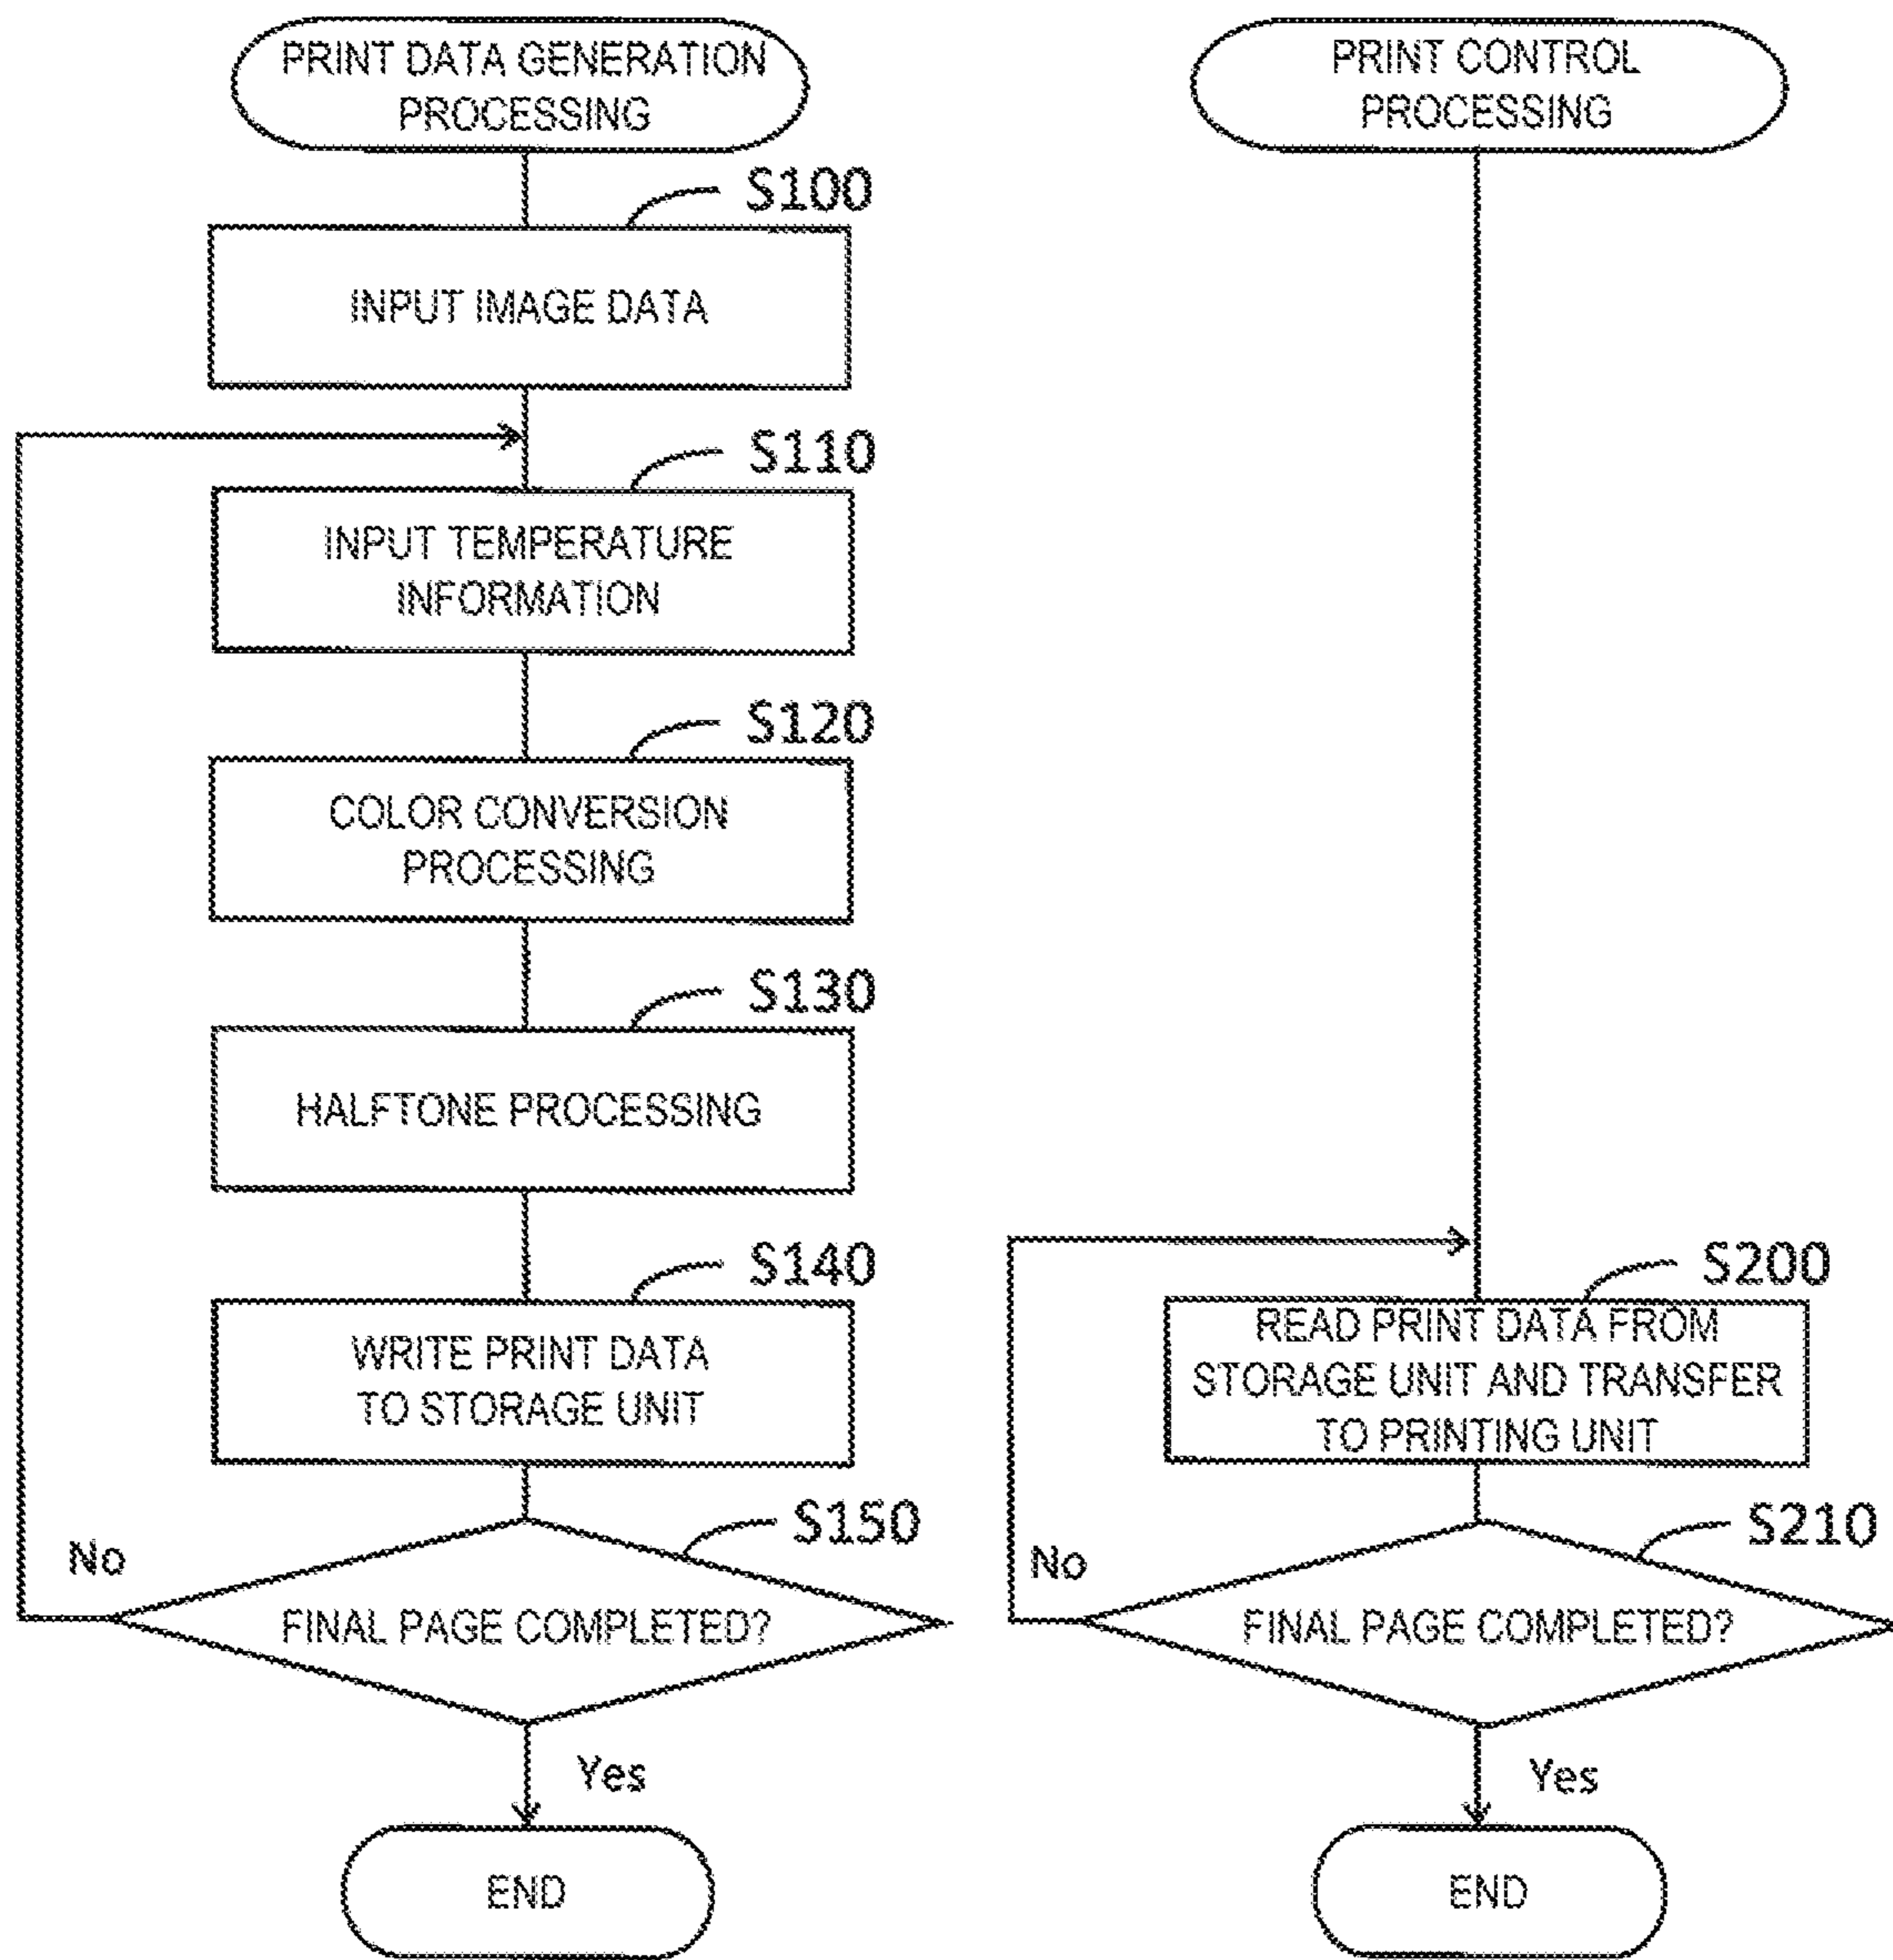 PRINT DATA GENERATION
PROCESSING
S100
INPUT IMAGE DATA
S110
INPUT TEMPERATURE
INFORMATION
S120
COLOR CONVERSION
PROCESSING
S130
HALFTONE PROCESSING
S140
WRITE PRINT DATA
TO STORAGE UNIT
S150
No
FINAL PAGE COMPLETED?
Yes
END
PRINT CONTROL
PROCESSING
S200
READ PRINT DATA FROM
STORAGE UNIT AND TRANSFER
TO PRINTING UNIT
S210
No
FINAL PAGE COMPLETED?
Yes
END